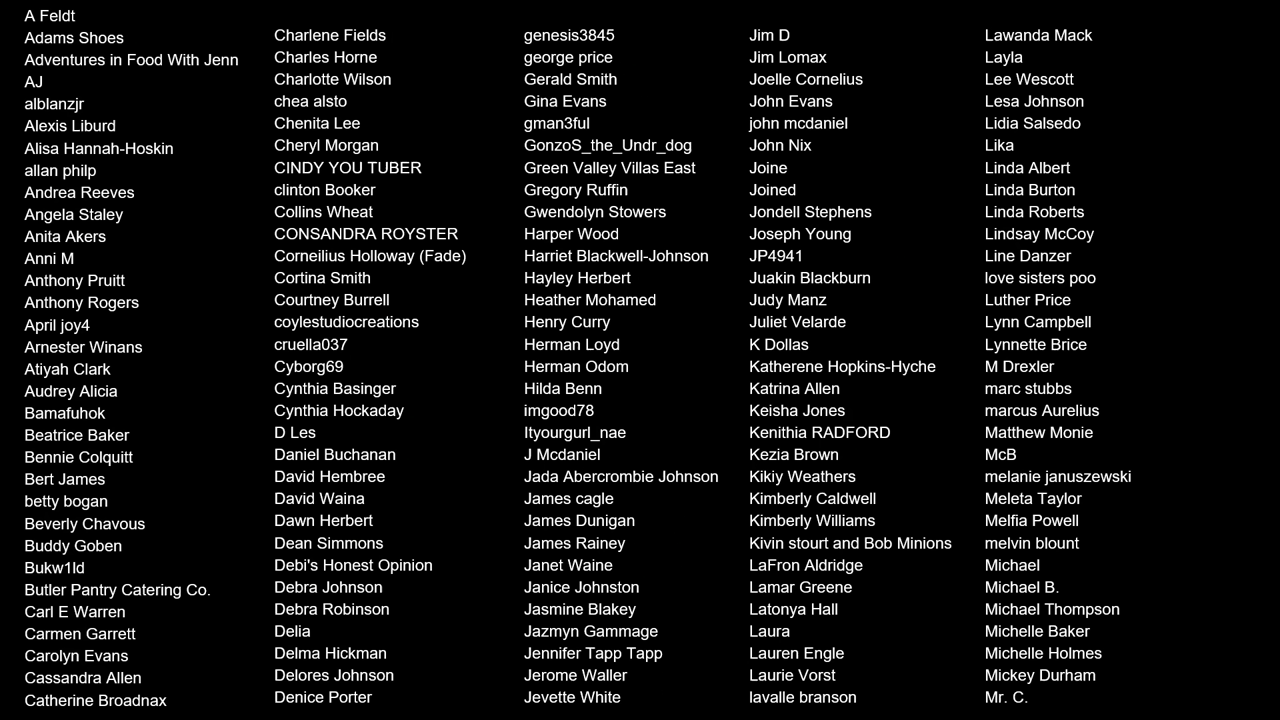 A Feldt
Adams Shoes
Adventures in Food With Jenn
AJ
alblanzjr
Alexis Liburd
Alisa Hannah-Hoskin
allan philp
Andrea Reeves
Angela Staley
Anita Akers
Anni M
Anthony Pruitt
Anthony Rogers
April joy4
Arnester Winans
Atiyah Clark
Audrey Alicia
Bamafuhok
Beatrice Baker
Bennie Colquitt
Bert James
betty bogan
Beverly Chavous
Buddy Goben
Bukw1ld
Butler Pantry Catering Co.
Carl E Warren
Carmen Garrett
Carolyn Evans
Cassandra Allen
Catherine Broadnax
Charlene Fields
Charles Horne
Charlotte Wilson
chea alsto
Chenita Lee
Cheryl Morgan
CINDY YOU TUBER
clinton Booker
Collins Wheat
CONSANDRA ROYSTER
Corneilius Holloway (Fade)
Cortina Smith
Courtney Burrell
coylestudiocreations
cruella037
Cyborg69
Cynthia Basinger
Cynthia Hockaday
D Les
Daniel Buchanan
David Hembree
David Waina
Dawn Herbert
Dean Simmons
Debi's Honest Opinion
Debra Johnson
Debra Robinson
Delia
Delma Hickman
Delores Johnson
Denice Porter
genesis3845
george price
Gerald Smith
Gina Evans
gman3ful
GonzoS_the_Undr_dog
Green Valley Villas East
Gregory Ruffin
Gwendolyn Stowers
Harper Wood
Harriet Blackwell-Johnson
Hayley Herbert
Heather Mohamed
Henry Curry
Herman Loyd
Herman Odom
Hilda Benn
imgood78
Ityourgurl_nae
J Mcdaniel
Jada Abercrombie Johnson
James cagle
James Dunigan
James Rainey
Janet Waine
Janice Johnston
Jasmine Blakey
Jazmyn Gammage
Jennifer Tapp Tapp
Jerome Waller
Jevette White
Jim D
Jim Lomax
Joelle Cornelius
John Evans
john mcdaniel
John Nix
Joine
Joined
Jondell Stephens
Joseph Young
JP4941
Juakin Blackburn
Judy Manz
Juliet Velarde
K Dollas
Katherene Hopkins-Hyche
Katrina Allen
Keisha Jones
Kenithia RADFORD
Kezia Brown
Kikiy Weathers
Kimberly Caldwell
Kimberly Williams
Kivin stourt and Bob Minions
LaFron Aldridge
Lamar Greene
Latonya Hall
Laura
Lauren Engle
Laurie Vorst
lavalle branson
Lawanda Mack
Layla
Lee Wescott
Lesa Johnson
Lidia Salsedo
Lika
Linda Albert
Linda Burton
Linda Roberts
Lindsay McCoy
Line Danzer
love sisters poo
Luther Price
Lynn Campbell
Lynnette Brice
M Drexler
marc stubbs
marcus Aurelius
Matthew Monie
McB
melanie januszewski
Meleta Taylor
Melfia Powell
melvin blount
Michael
Michael B.
Michael Thompson
Michelle Baker
Michelle Holmes
Mickey Durham
Mr. C.